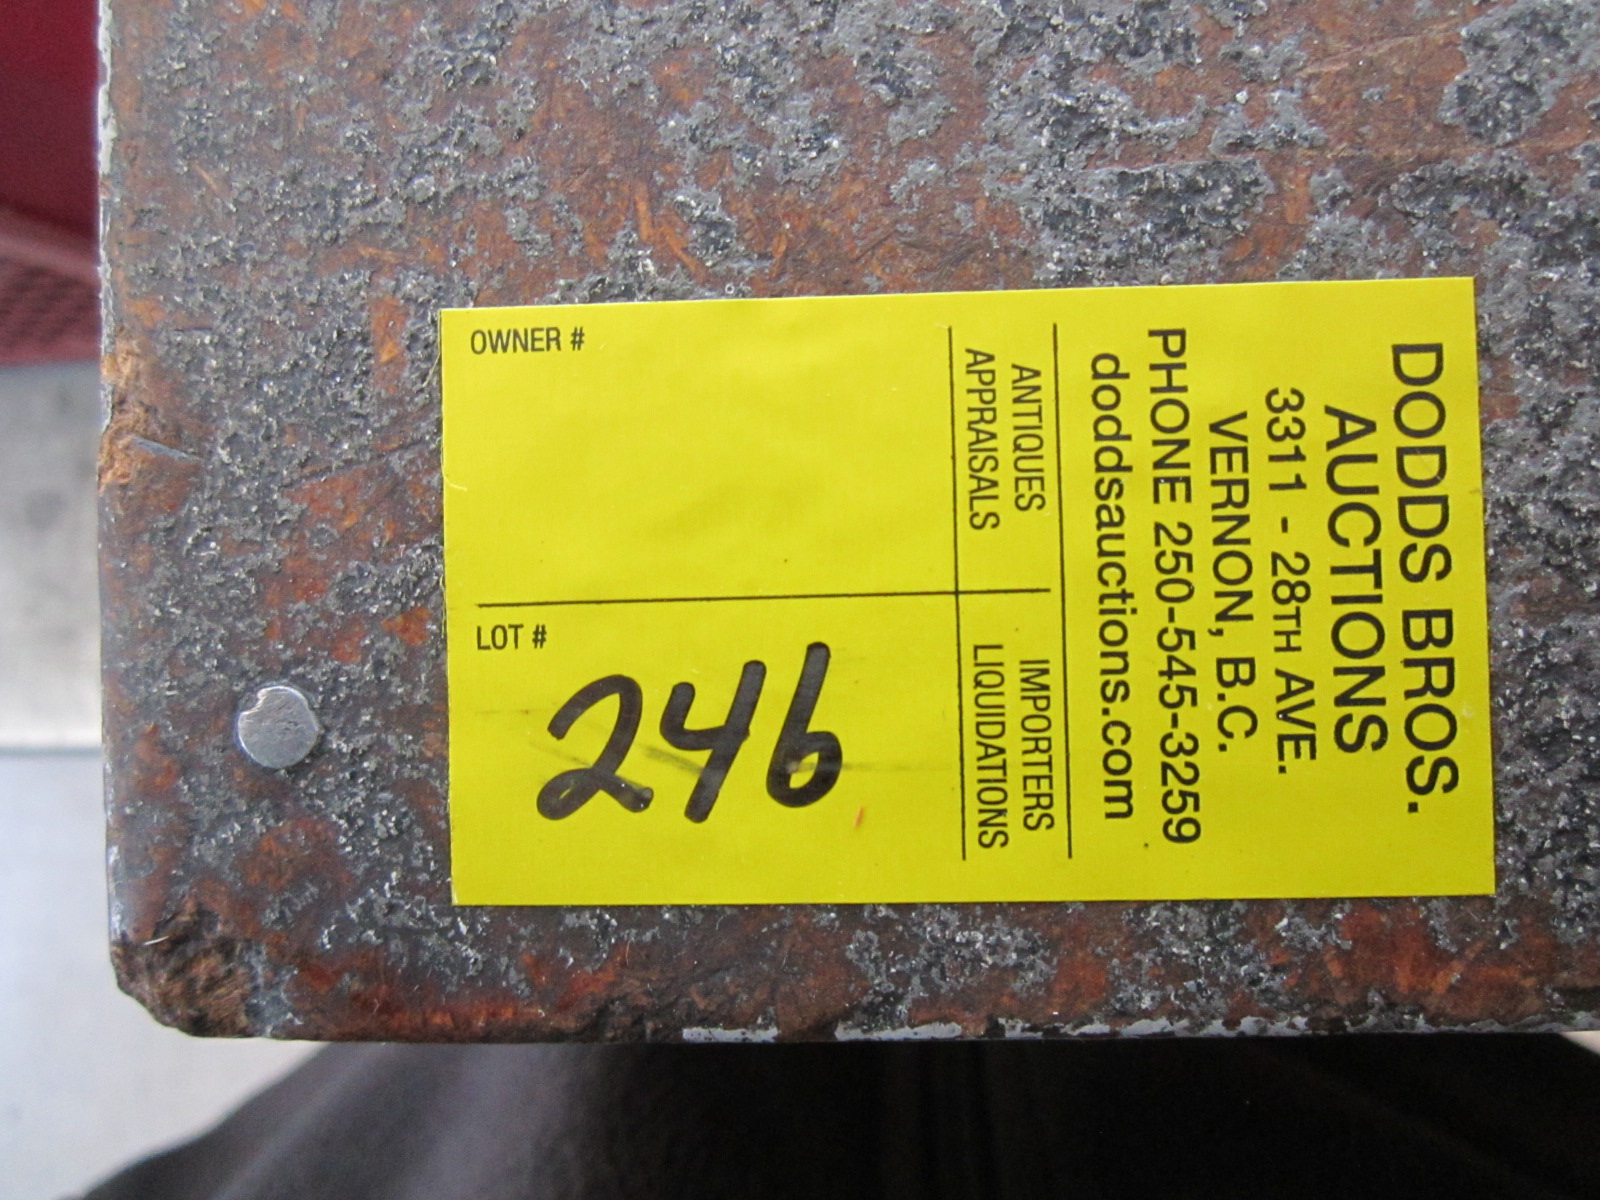 DODDS BROS.
AUCTIONS
3311 - 28TH AVE.
VERNON, B.C.
PHONE 250-545-3259
doddsauctions.com
ANTIQUES
APPRAISALS
IMPORTERS
LIQUIDATIONS
OWNER #
LOT #
246